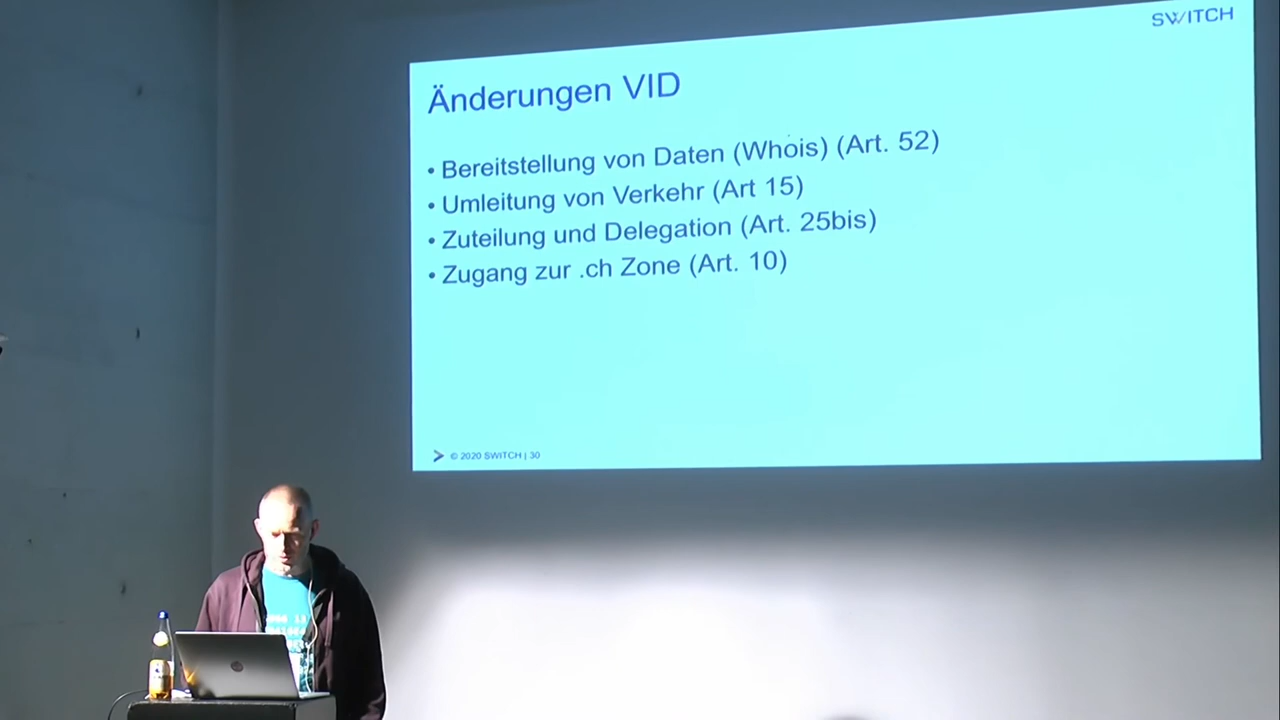 SWITCH
Änderungen VID
• Bereitstellung von Daten (Whois) (Art. 52)
• Umleitung von Verkehr (Art 15)
• Zuteilung und Delegation (Art. 25bis)
• Zugang zur .ch Zone (Art. 10)
© 2020 SWITCH | 30